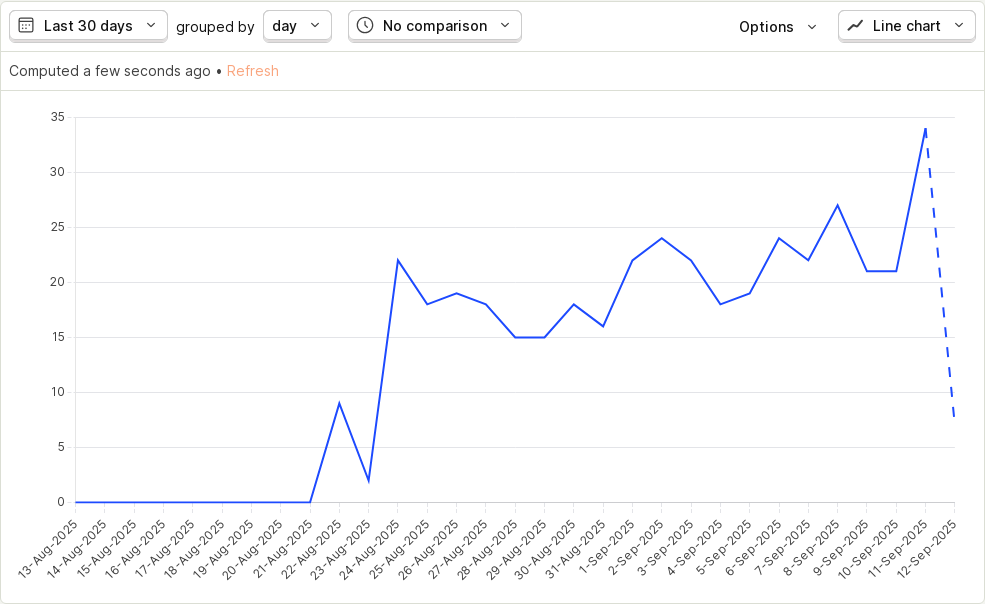 Last 30 days grouped by day No comparison Options Line chart
Computed a few seconds ago • Refresh
35
30
25
20
15
10
5
0
13-Aug-2025
14-Aug-2025
15-Aug-2025
16-Aug-2025
17-Aug-2025
18-Aug-2025
19-Aug-2025
20-Aug-2025
21-Aug-2025
22-Aug-2025
23-Aug-2025
24-Aug-2025
25-Aug-2025
26-Aug-2025
27-Aug-2025
28-Aug-2025
29-Aug-2025
30-Aug-2025
31-Aug-2025
1-Sep-2025
2-Sep-2025
3-Sep-2025
4-Sep-2025
5-Sep-2025
6-Sep-2025
7-Sep-2025
8-Sep-2025
9-Sep-2025
10-Sep-2025
11-Sep-2025
12-Sep-2025